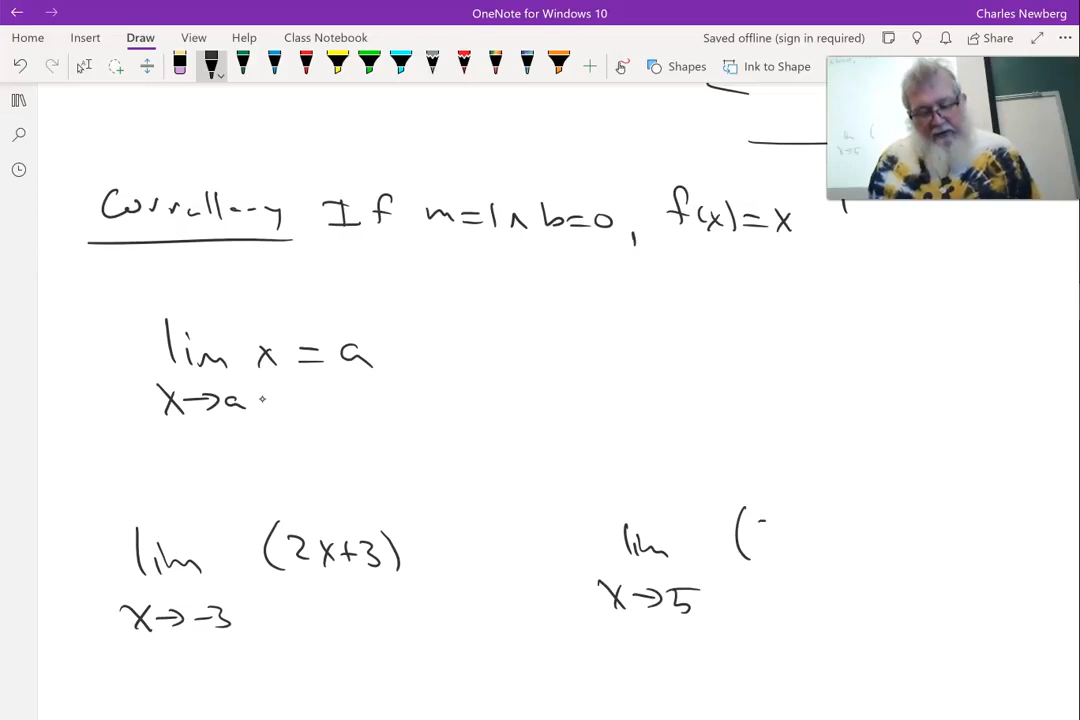 OneNote for Windows 10
Charles Newberg
Home Insert Draw View Help Class Notebook
Saved offline (sign in required)
Share
Shapes
Ink to Shape
Corrallary If m=1 ∧ b=0, f(x)=x
lim x = a
x→a
lim (2x+3)
x→-3
lim (-
x→5